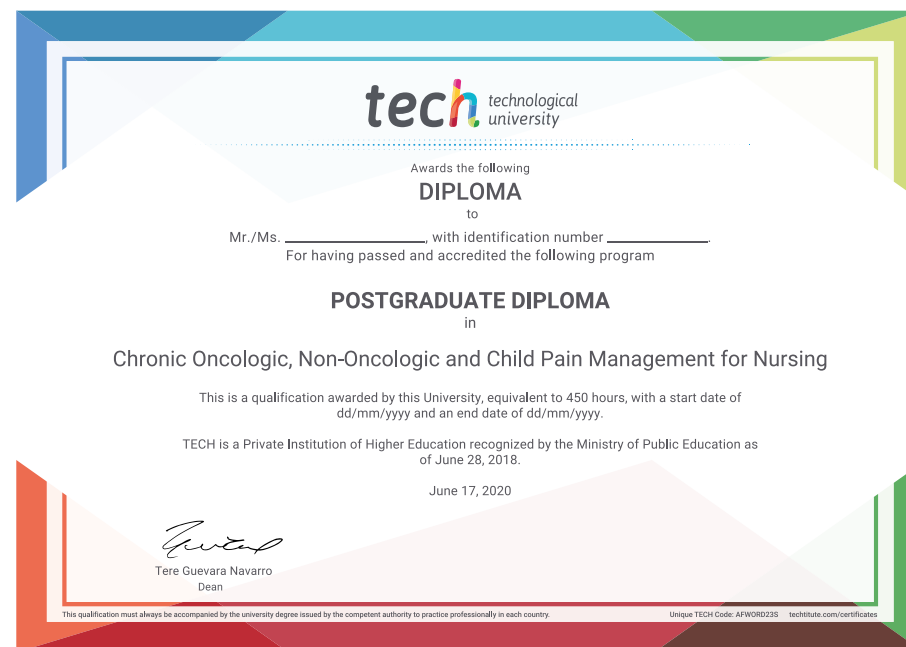 tech technological
university
Awards the following
DIPLOMA
to
Mr./Ms. ____________________, with identification number ______________.
For having passed and accredited the following program
POSTGRADUATE DIPLOMA
in
Chronic Oncologic, Non-Oncologic and Child Pain Management for Nursing
This is a qualification awarded by this University, equivalent to 450 hours, with a start date of
dd/mm/yyyy and an end date of dd/mm/yyyy.
TECH is a Private Institution of Higher Education recognized by the Ministry of Public Education as
of June 28, 2018.
June 17, 2020
Tere Guevara Navarro
Dean
This qualification must always be accompanied by the university degree issued by the competent authority to practice professionally in each country. Unique TECH Code: AFWORD23S techtitute.com/certificates